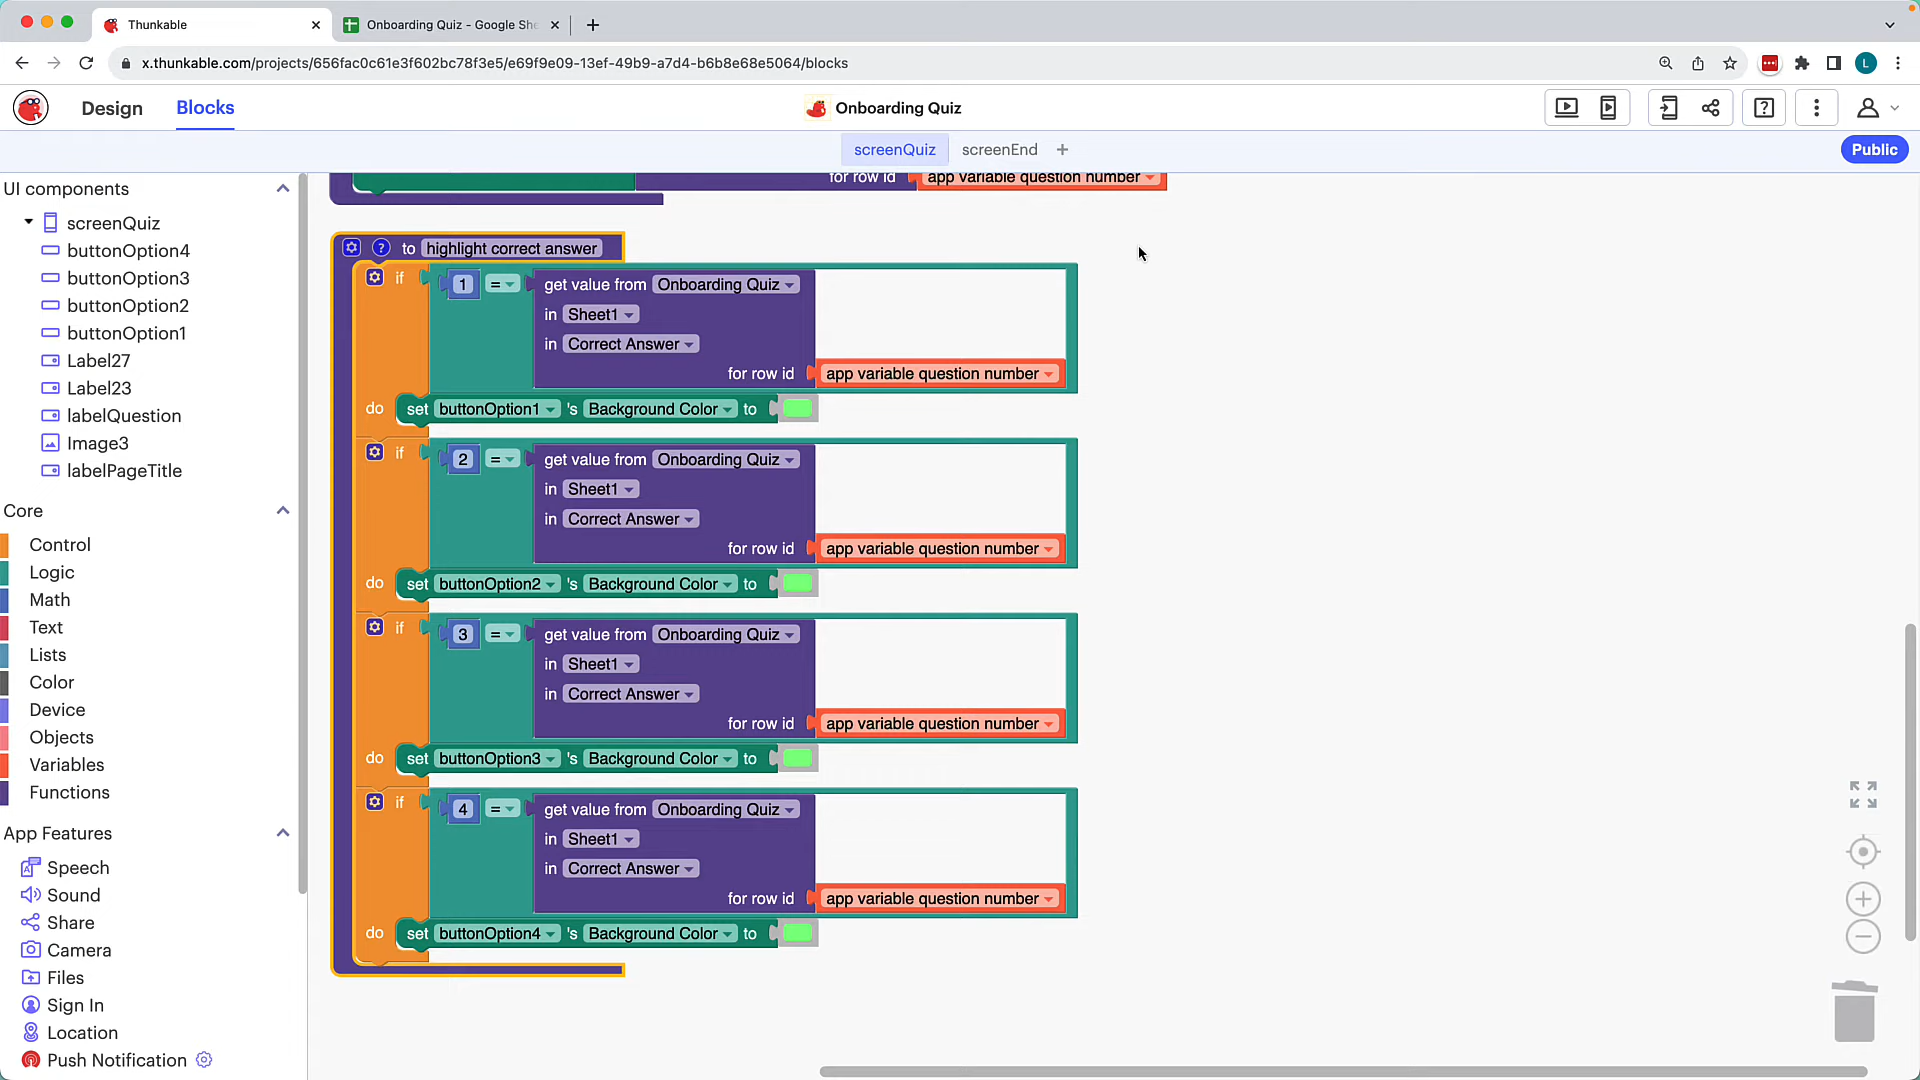 Thunkable
Onboarding Quiz - Google She
x.thunkable.com/projects/656fac0c61e3f602bc78f3e5/e69f9e09-13ef-49b9-a7d4-b6b8e68e5064/blocks
L
Design
Blocks
Onboarding Quiz
screenQuiz
screenEnd
Public
UI components
screenQuiz
buttonOption4
buttonOption3
buttonOption2
buttonOption1
Label27
Label23
labelQuestion
Image3
labelPageTitle
Core
Control
Logic
Math
Text
Lists
Color
Device
Objects
Variables
Functions
App Features
Speech
Sound
Share
Camera
Files
Sign In
Location
Push Notification
for row id app variable question number
? to highlight correct answer
if 1 = get value from Onboarding Quiz
in Sheet1
in Correct Answer
for row id app variable question number
do set buttonOption1 's Background Color to
if 2 = get value from Onboarding Quiz
in Sheet1
in Correct Answer
for row id app variable question number
do set buttonOption2 's Background Color to
if 3 = get value from Onboarding Quiz
in Sheet1
in Correct Answer
for row id app variable question number
do set buttonOption3 's Background Color to
if 4 = get value from Onboarding Quiz
in Sheet1
in Correct Answer
for row id app variable question number
do set buttonOption4 's Background Color to